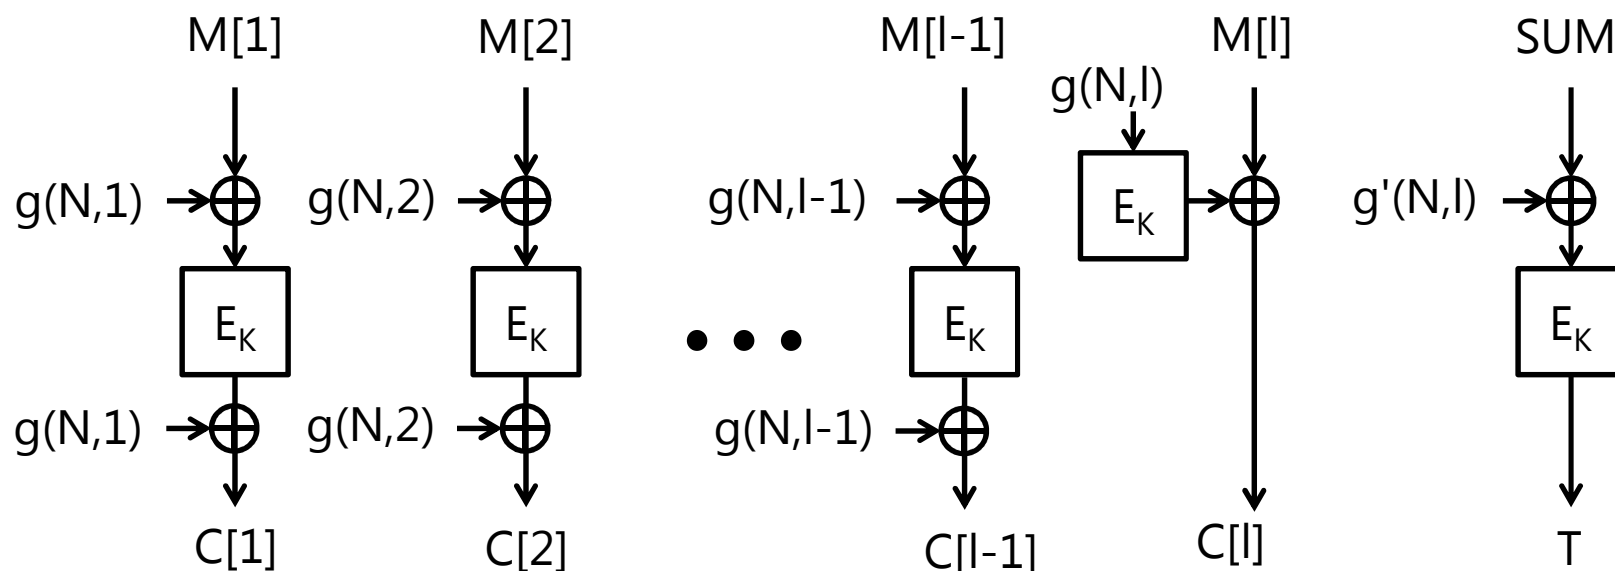 M[1] M[2] M[l-1] M[l] SUM
g(N,l)
g(N,1) g(N,2) g(N,l-1) E_K g'(N,l)
E_K E_K E_K E_K
g(N,1) g(N,2) g(N,l-1)
C[1] C[2] C[l-1] C[l] T